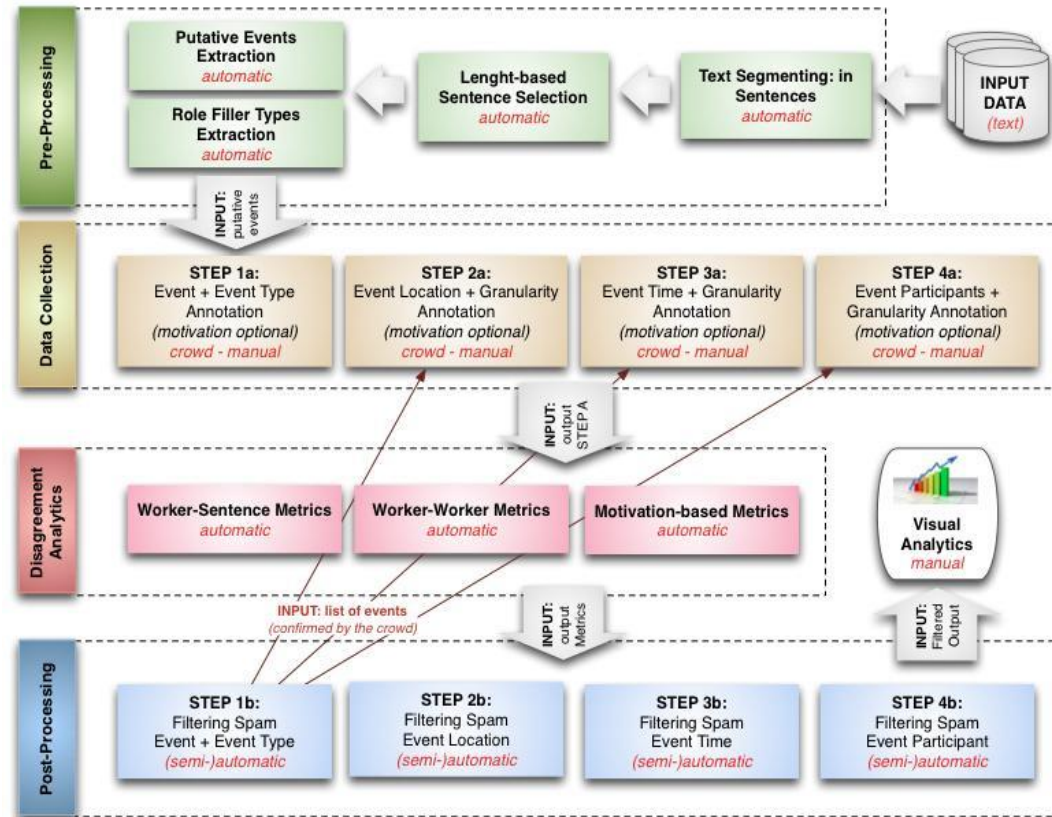 Pre-Processing
Putative Events
Extraction
automatic
Role Filler Types
Extraction
automatic
Lenght-based
Sentence Selection
automatic
Text Segmenting: in
Sentences
automatic
INPUT
DATA
(text)
INPUT:
putative
events
Data Collection
STEP 1a:
Event + Event Type
Annotation
(motivation optional)
crowd - manual
STEP 2a:
Event Location + Granularity
Annotation
(motivation optional)
crowd - manual
STEP 3a:
Event Time + Granularity
Annotation
(motivation optional)
crowd - manual
STEP 4a:
Event Participants +
Granularity Annotation
(motivation optional)
crowd - manual
INPUT:
output
STEP A
Disagreement
Analytics
Worker-Sentence Metrics
automatic
Worker-Worker Metrics
automatic
Motivation-based Metrics
automatic
Visual
Analytics
manual
INPUT: list of events
(confirmed by the crowd)
INPUT:
output
Metrics
INPUT:
Filtered
Output
Post-Processing
STEP 1b:
Filtering Spam
Event + Event Type
(semi-)automatic
STEP 2b:
Filtering Spam
Event Location
(semi-)automatic
STEP 3b:
Filtering Spam
Event Time
(semi-)automatic
STEP 4b:
Filtering Spam
Event Participant
(semi-)automatic